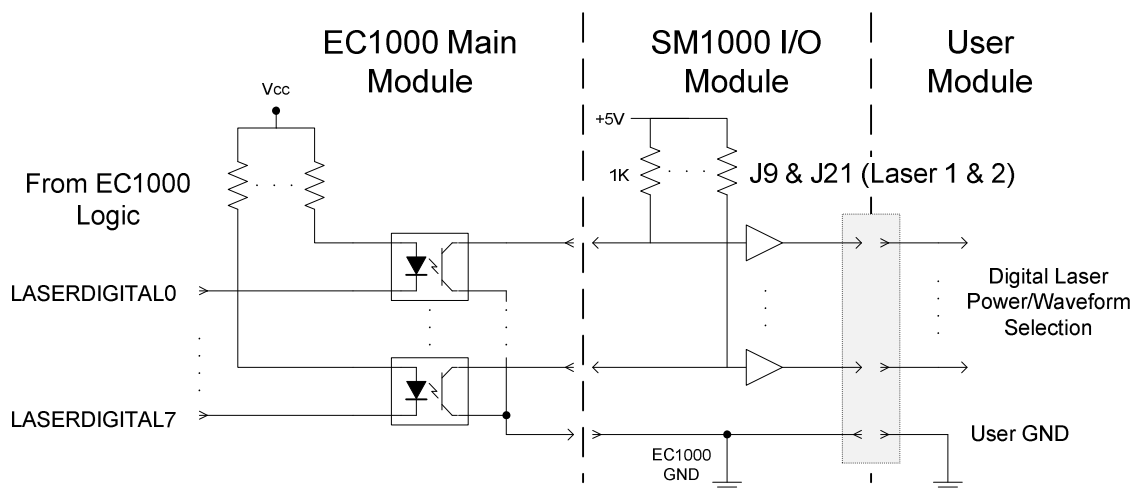 EC1000 Main
Module
SM1000 I/O
Module
User
Module
Vcc
+5V
From EC1000
Logic
1K
J9 & J21 (Laser 1 & 2)
LASERDIGITAL0
Digital Laser
Power/Waveform
Selection
LASERDIGITAL7
EC1000
GND
User GND